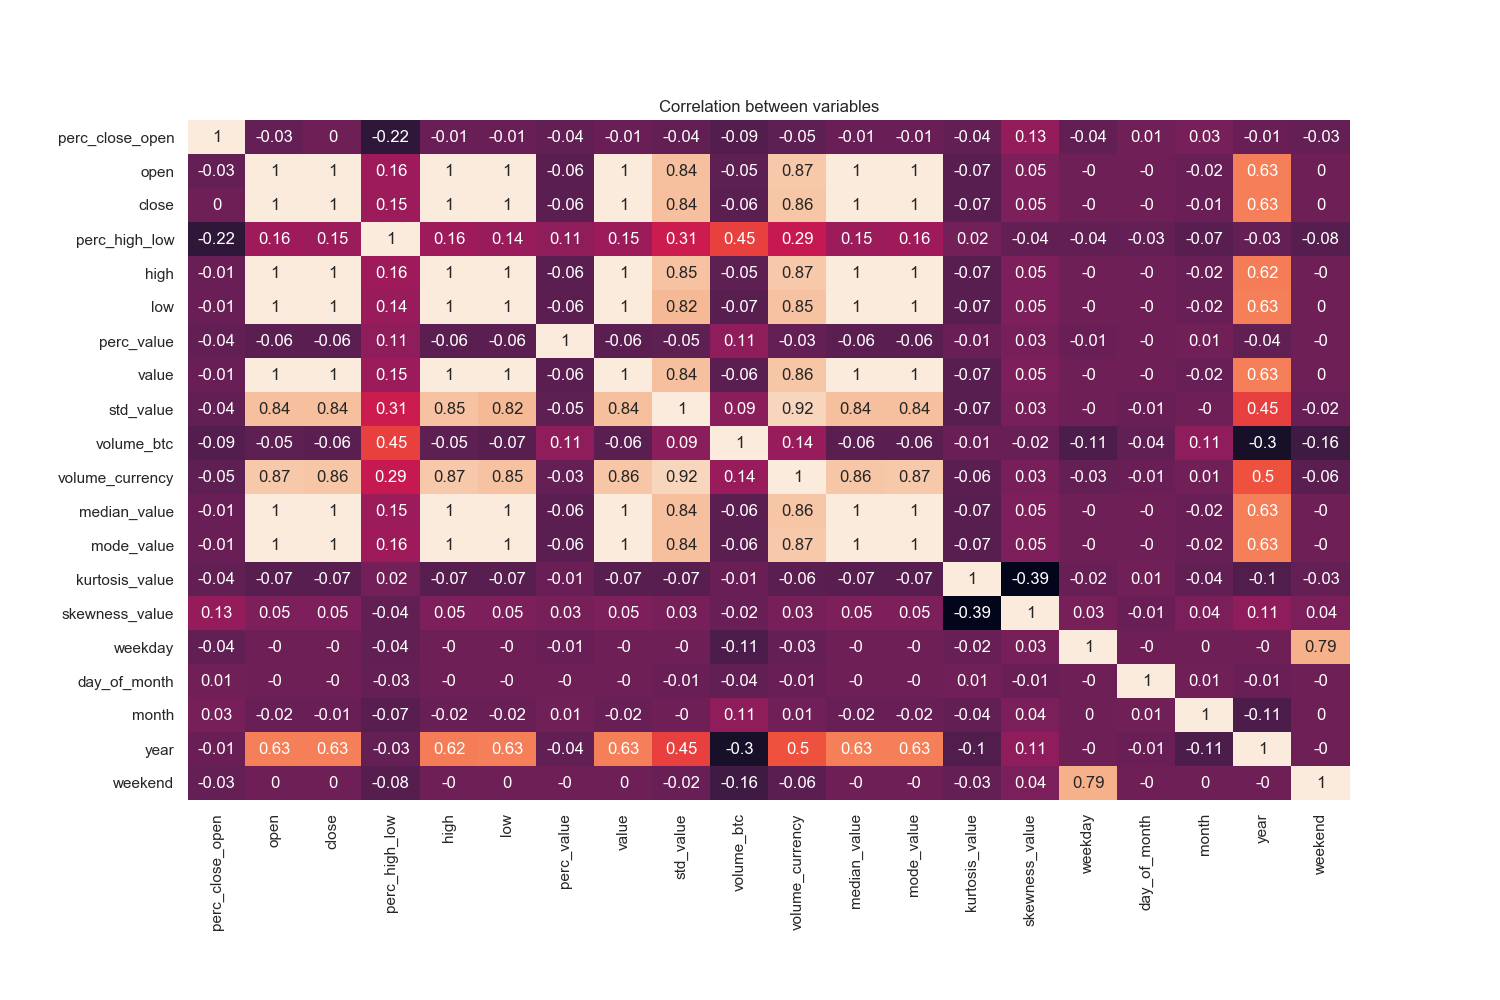 Correlation between variables
perc_close_open 1 -0.03 0 -0.22 -0.01 -0.01 -0.04 -0.01 -0.04 -0.09 -0.05 -0.01 -0.01 -0.04 0.13 -0.04 0.01 0.03 -0.01 -0.03
open -0.03 1 1 0.16 1 1 -0.06 1 0.84 -0.05 0.87 1 1 -0.07 0.05 -0 -0 -0.02 0.63 0
close 0 1 1 0.15 1 1 -0.06 1 0.84 -0.06 0.86 1 1 -0.07 0.05 -0 -0 -0.01 0.63 0
perc_high_low -0.22 0.16 0.15 1 0.16 0.14 0.11 0.15 0.31 0.45 0.29 0.15 0.16 0.02 -0.04 -0.04 -0.03 -0.07 -0.03 -0.08
high -0.01 1 1 0.16 1 1 -0.06 1 0.85 -0.05 0.87 1 1 -0.07 0.05 -0 -0 -0.02 0.62 -0
low -0.01 1 1 0.14 1 1 -0.06 1 0.82 -0.07 0.85 1 1 -0.07 0.05 -0 -0 -0.02 0.63 0
perc_value -0.04 -0.06 -0.06 0.11 -0.06 -0.06 1 -0.06 -0.05 0.11 -0.03 -0.06 -0.06 -0.01 0.03 -0.01 -0 0.01 -0.04 -0
value -0.01 1 1 0.15 1 1 -0.06 1 0.84 -0.06 0.86 1 1 -0.07 0.05 -0 -0 -0.02 0.63 0
std_value -0.04 0.84 0.84 0.31 0.85 0.82 -0.05 0.84 1 0.09 0.92 0.84 0.84 -0.07 0.03 -0 -0.01 -0 0.45 -0.02
volume_btc -0.09 -0.05 -0.06 0.45 -0.05 -0.07 0.11 -0.06 0.09 1 0.14 -0.06 -0.06 -0.01 -0.02 -0.11 -0.04 0.11 -0.3 -0.16
volume_currency -0.05 0.87 0.86 0.29 0.87 0.85 -0.03 0.86 0.92 0.14 1 0.86 0.87 -0.06 0.03 -0.03 -0.01 0.01 0.5 -0.06
median_value -0.01 1 1 0.15 1 1 -0.06 1 0.84 -0.06 0.86 1 1 -0.07 0.05 -0 -0 -0.02 0.63 -0
mode_value -0.01 1 1 0.16 1 1 -0.06 1 0.84 -0.06 0.87 1 1 -0.07 0.05 -0 -0 -0.02 0.63 -0
kurtosis_value -0.04 -0.07 -0.07 0.02 -0.07 -0.07 -0.01 -0.07 -0.07 -0.01 -0.06 -0.07 -0.07 1 -0.39 -0.02 0.01 -0.04 -0.1 -0.03
skewness_value 0.13 0.05 0.05 -0.04 0.05 0.05 0.03 0.05 0.03 -0.02 0.03 0.05 0.05 -0.39 1 0.03 -0.01 0.04 0.11 0.04
weekday -0.04 -0 -0 -0.04 -0 -0 -0.01 -0 -0 -0.11 -0.03 -0 -0 -0.02 0.03 1 -0 0 -0 0.79
day_of_month 0.01 -0 -0 -0.03 -0 -0 -0 -0 -0.01 -0.04 -0.01 -0 -0 0.01 -0.01 -0 1 0.01 -0.01 -0
month 0.03 -0.02 -0.01 -0.07 -0.02 -0.02 0.01 -0.02 -0 0.11 0.01 -0.02 -0.02 -0.04 0.04 0 0.01 1 -0.11 0
year -0.01 0.63 0.63 -0.03 0.62 0.63 -0.04 0.63 0.45 -0.3 0.5 0.63 0.63 -0.1 0.11 -0 -0.01 -0.11 1 -0
weekend -0.03 0 0 -0.08 -0 0 -0 0 -0.02 -0.16 -0.06 -0 -0 -0.03 0.04 0.79 -0 0 -0 1
perc_close_open open close perc_high_low high low perc_value value std_value volume_btc volume_currency median_value mode_value kurtosis_value skewness_value weekday day_of_month month year weekend